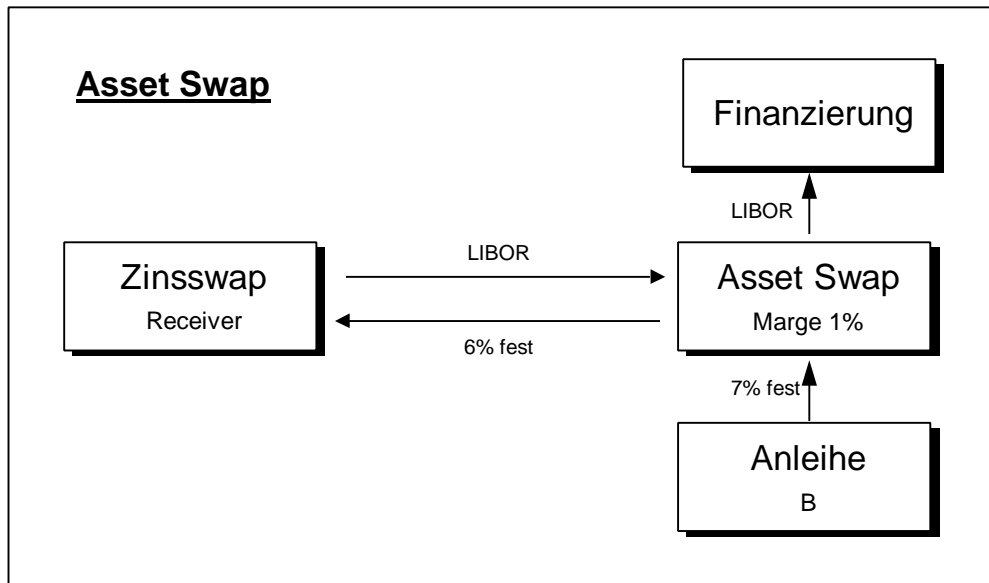 Asset Swap
Finanzierung
LIBOR
Zinsswap
Receiver
LIBOR
6% fest
Asset Swap
Marge 1%
7% fest
Anleihe
B